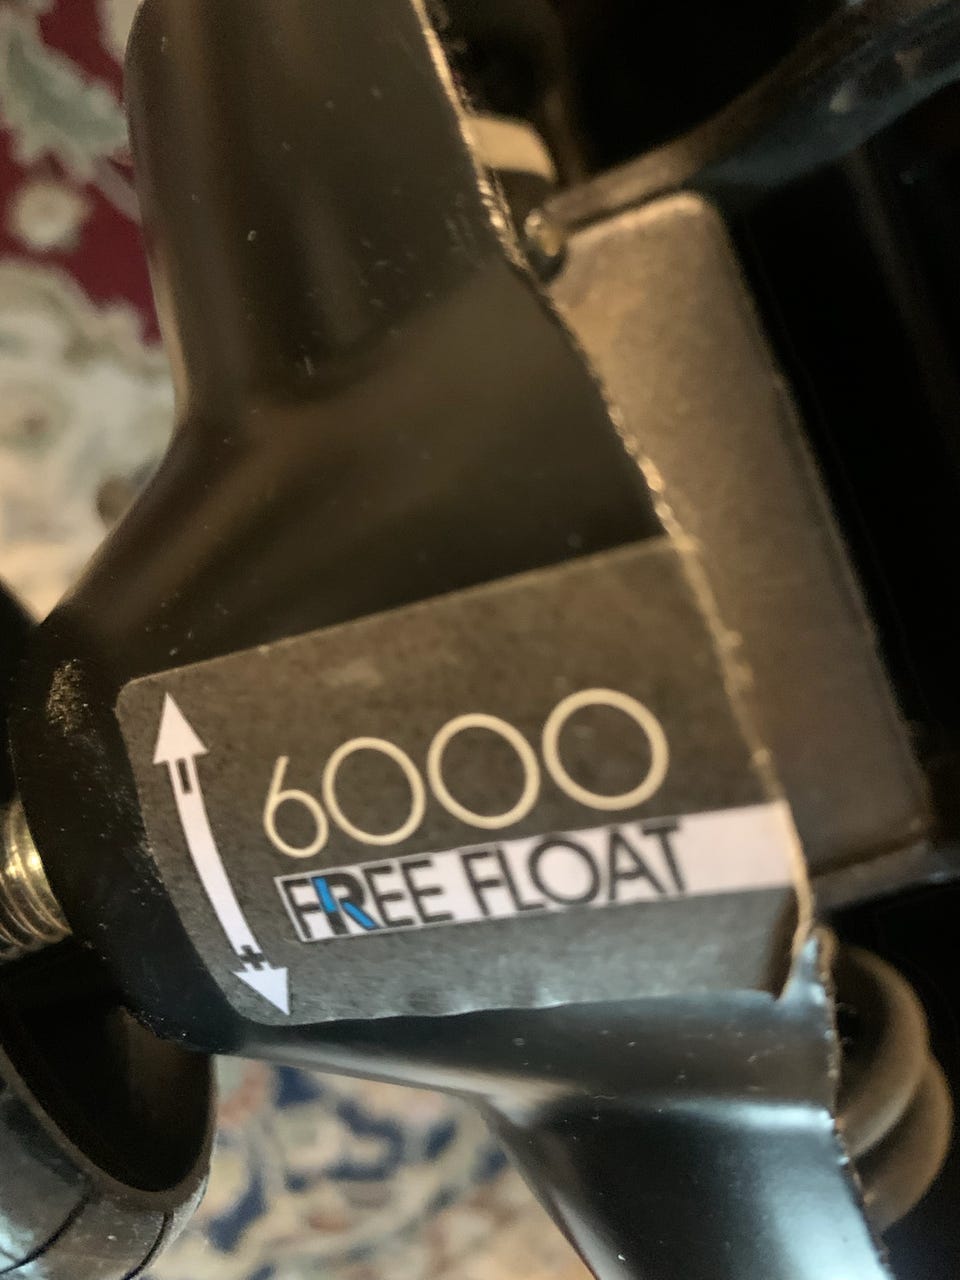 6000
FREE FLOAT
-
+